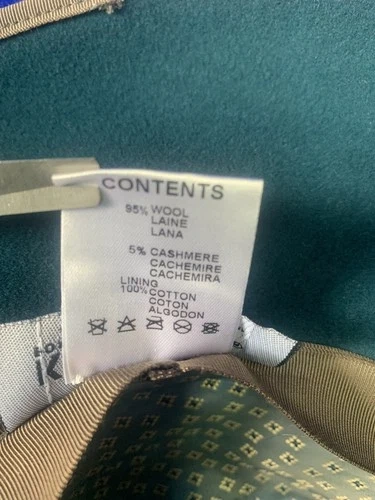 CONTENTS
95% WOOL
LAINE
LANA
5% CASHMERE
CACHEMIRE
CACHEMIRA
LINING
100% COTTON
COTON
ALGODON